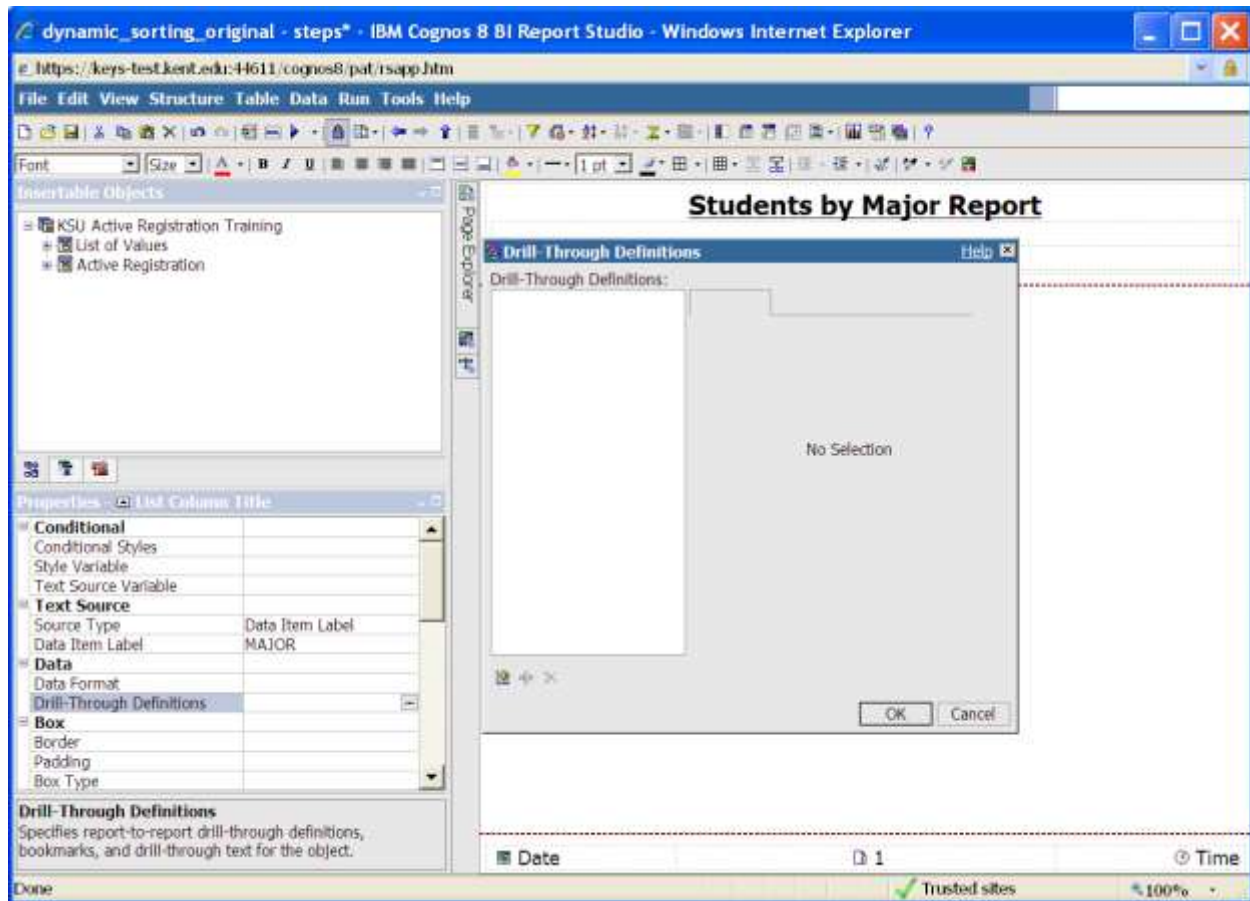 dynamic_sorting_original - steps* - IBM Cognos 8 BI Report Studio - Windows Internet Explorer
https://keys-test.kent.edu:44611/cognos8/pat/rsapp.htm
File Edit View Structure Table Data Run Tools Help
Font Size B I U 1 pt
Insertable Objects
KSU Active Registration Training
List of Values
Active Registration
Page Explorer
Students by Major Report
Drill-Through Definitions Help
Drill-Through Definitions:
No Selection
OK Cancel
Properties - List Column Title
Conditional
Conditional Styles
Style Variable
Text Source Variable
Text Source
Source Type Data Item Label
Data Item Label MAJOR
Data
Data Format
Drill-Through Definitions
Box
Border
Padding
Box Type
Drill-Through Definitions
Specifies report-to-report drill-through definitions,
bookmarks, and drill-through text for the object.
Date 1 Time
Done Trusted sites 100%